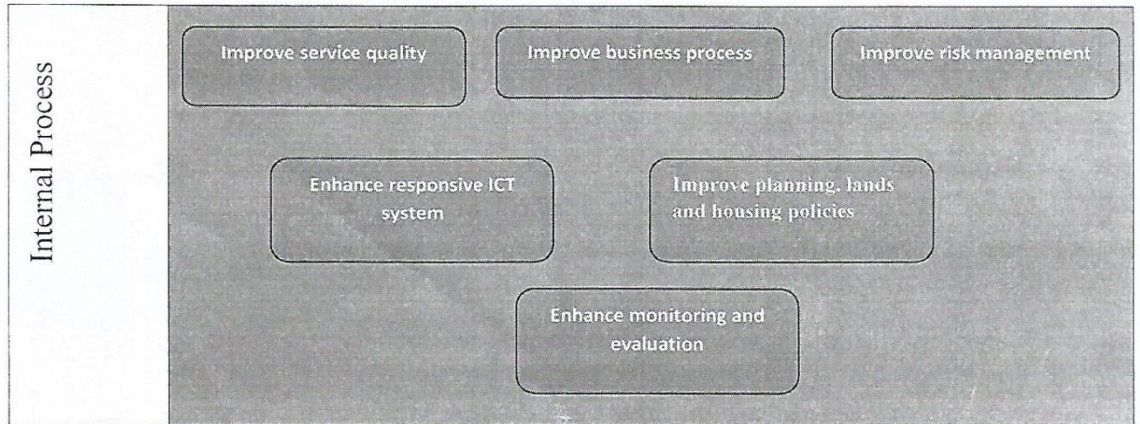 Internal Process
Improve service quality
Improve business process
Improve risk management
Enhance responsive ICT
system
Improve planning, lands
and housing policies
Enhance monitoring and
evaluation